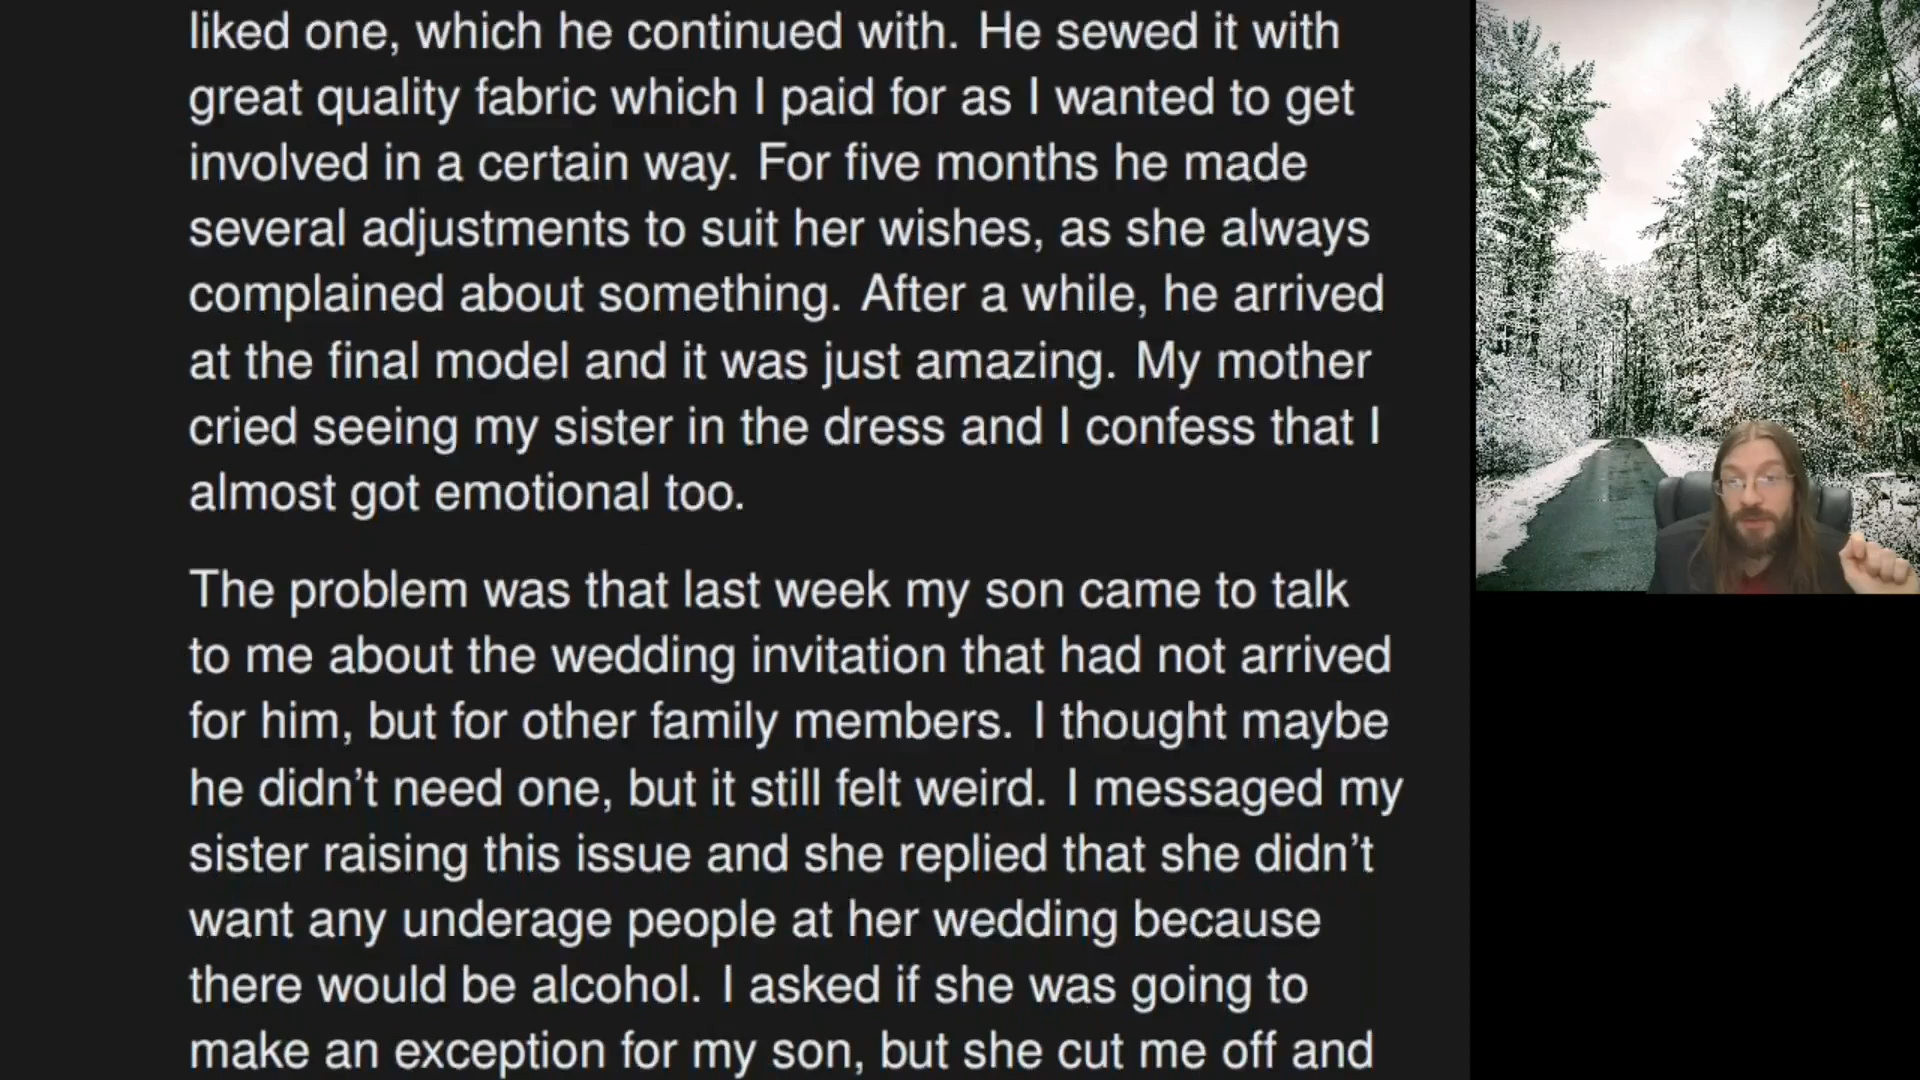 liked one, which he continued with. He sewed it with
great quality fabric which I paid for as I wanted to get
involved in a certain way. For five months he made
several adjustments to suit her wishes, as she always
complained about something. After a while, he arrived
at the final model and it was just amazing. My mother
cried seeing my sister in the dress and I confess that I
almost got emotional too.
The problem was that last week my son came to talk
to me about the wedding invitation that had not arrived
for him, but for other family members. I thought maybe
he didn’t need one, but it still felt weird. I messaged my
sister raising this issue and she replied that she didn’t
want any underage people at her wedding because
there would be alcohol. I asked if she was going to
make an exception for my son, but she cut me off and